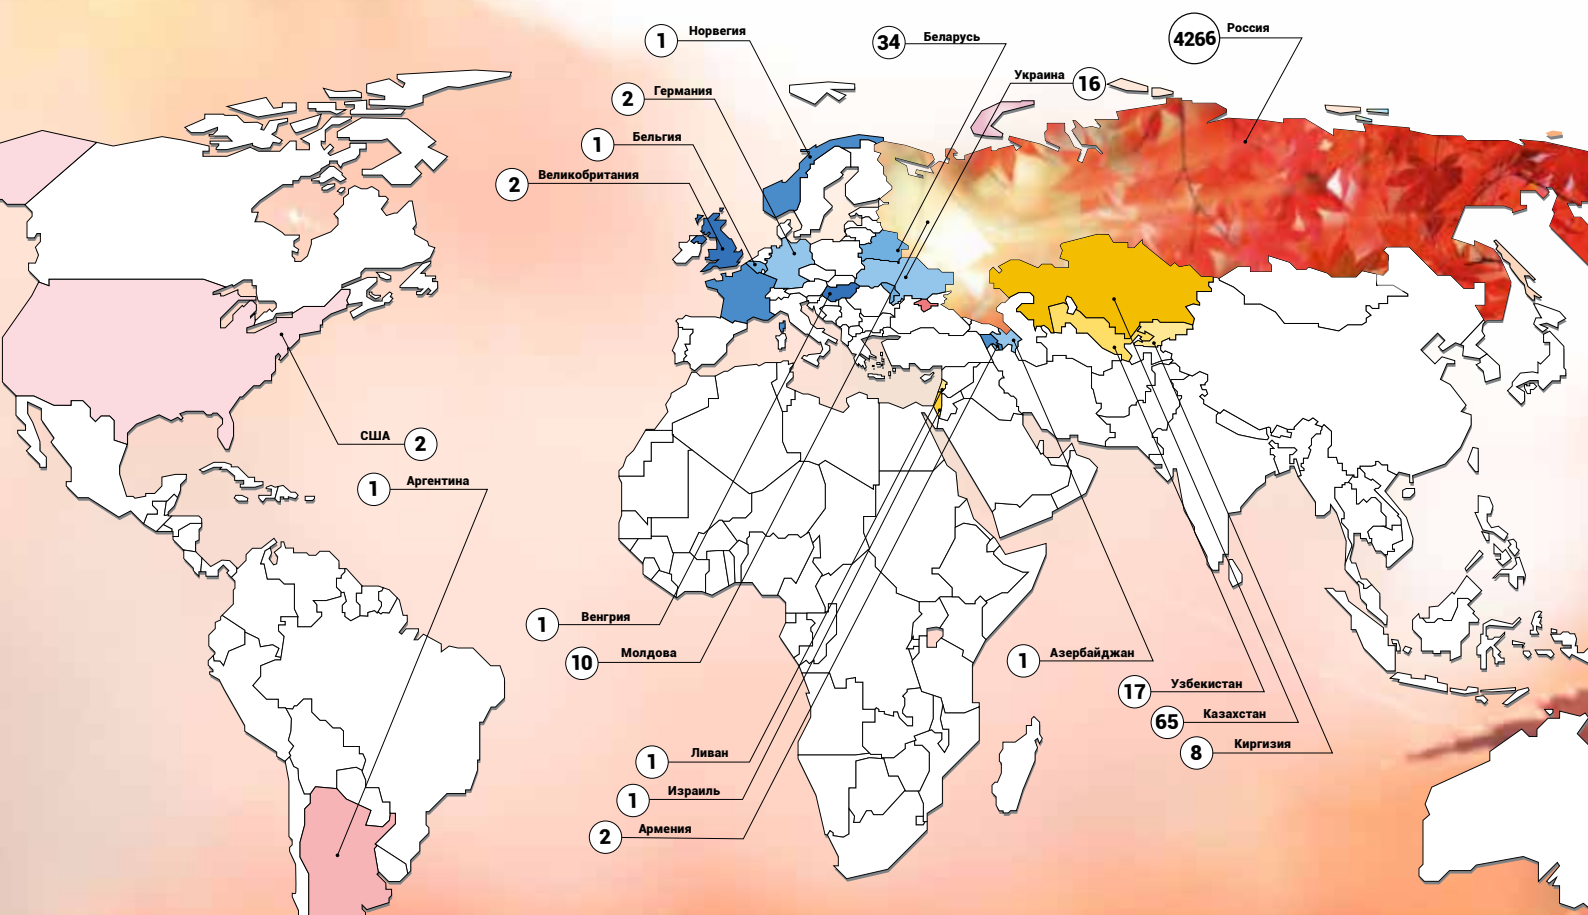 1 Норвегия
34 Беларусь
4266 Россия
Украина 16
2 Германия
1 Бельгия
2 Великобритания
США 2
1 Аргентина
1 Венгрия
10 Молдова
1 Азербайджан
17 Узбекистан
65 Казахстан
8 Киргизия
1 Ливан
1 Израиль
2 Армения